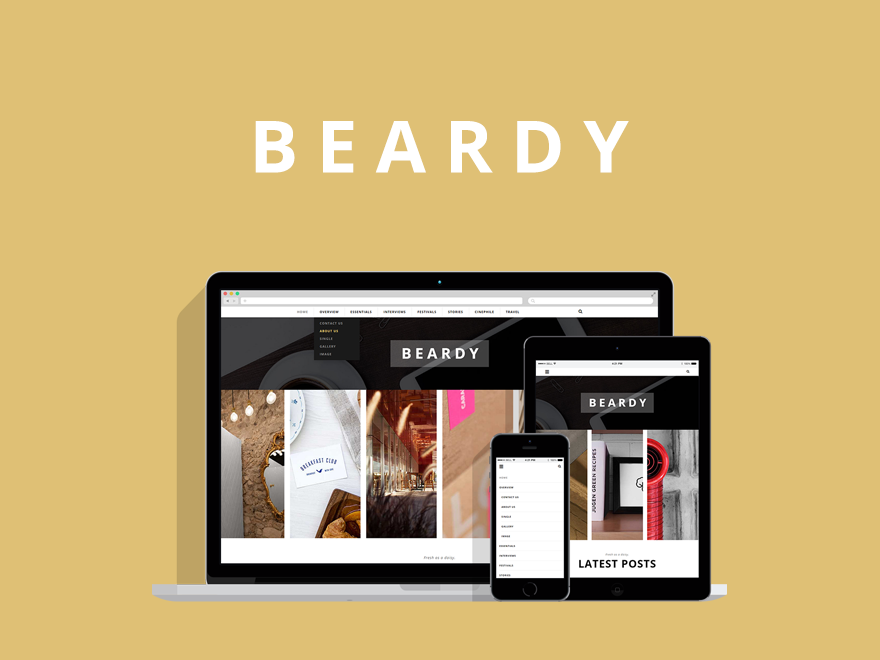 BEARDY
HOME OVERVIEW ESSENTIALS INTERVIEWS FESTIVALS STORIES CINEPHILE TRAVEL
CONTACT US
ABOUT US
SINGLE
GALLERY
IMAGE
BEARDY
BREAKFAST CLUB
Fresh as a daisy.
BEARDY
JUGEN GREEN RECIPES
Fresh as a daisy.
LATEST POSTS
HOME
OVERVIEW
CONTACT US
ABOUT US
SINGLE
GALLERY
IMAGE
ESSENTIALS
INTERVIEWS
FESTIVALS
STORIES